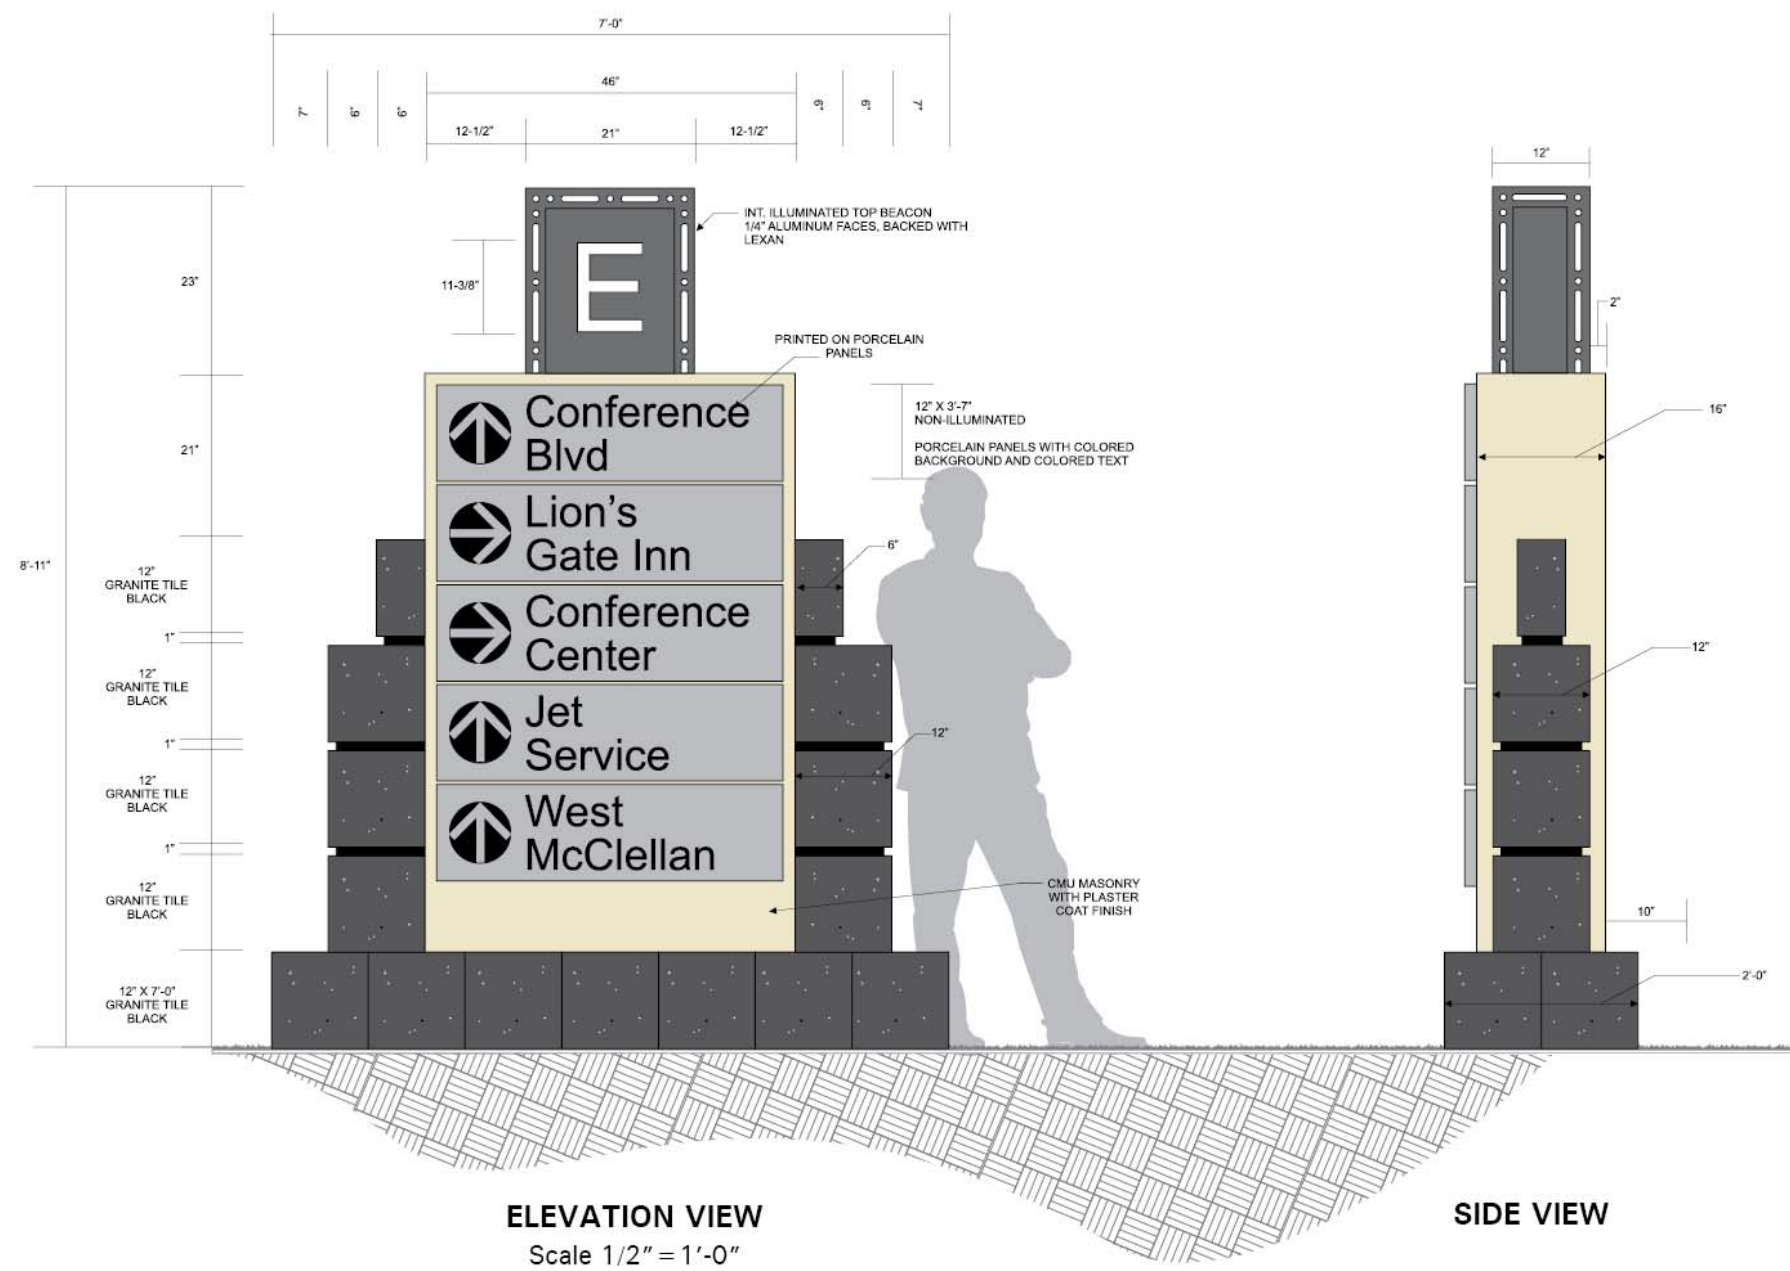 7'-0"
46"
7"
6"
6"
6"
6"
7"
12-1/2"
21"
12-1/2"
12"
INT. ILLUMINATED TOP BEACON
1/4" ALUMINUM FACES, BACKED WITH
LEXAN
E
11-3/8"
23"
2"
PRINTED ON PORCELAIN
PANELS
Conference
Blvd
12" X 3'-7"
NON-ILLUMINATED
PORCELAIN PANELS WITH COLORED
BACKGROUND AND COLORED TEXT
16"
21"
Lion's
Gate Inn
6"
8'-11"
12"
GRANITE TILE
BLACK
Conference
Center
1"
12"
12"
GRANITE TILE
BLACK
Jet
Service
12"
1"
12"
GRANITE TILE
BLACK
West
McClellan
1"
12"
GRANITE TILE
BLACK
CMU MASONRY
WITH PLASTER
COAT FINISH
10"
12" X 7'-0"
GRANITE TILE
BLACK
2'-0"
ELEVATION VIEW
Scale 1/2" = 1'-0"
SIDE VIEW